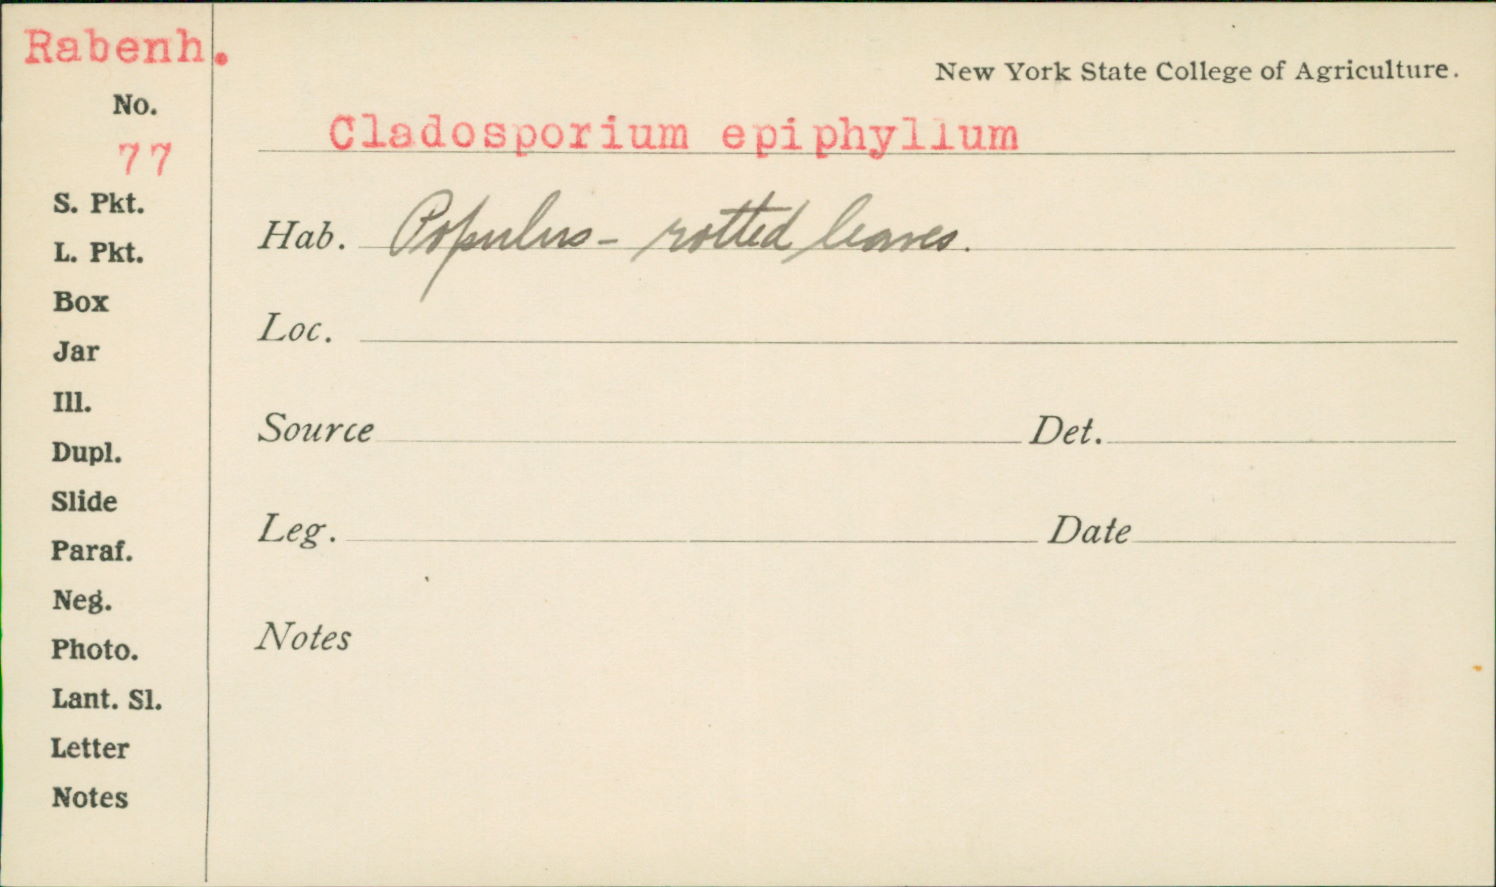 Rabenh.
New York State College of Agriculture.
No.
77
Cladosporium epiphyllum
S. Pkt.
Hab. Populus - rotted leaves.
L. Pkt.
Box
Loc.
Jar
Ill.
Source Det.
Dupl.
Slide
Leg. Date
Paraf.
Neg.
Notes
Photo.
Lant. Sl.
Letter
Notes